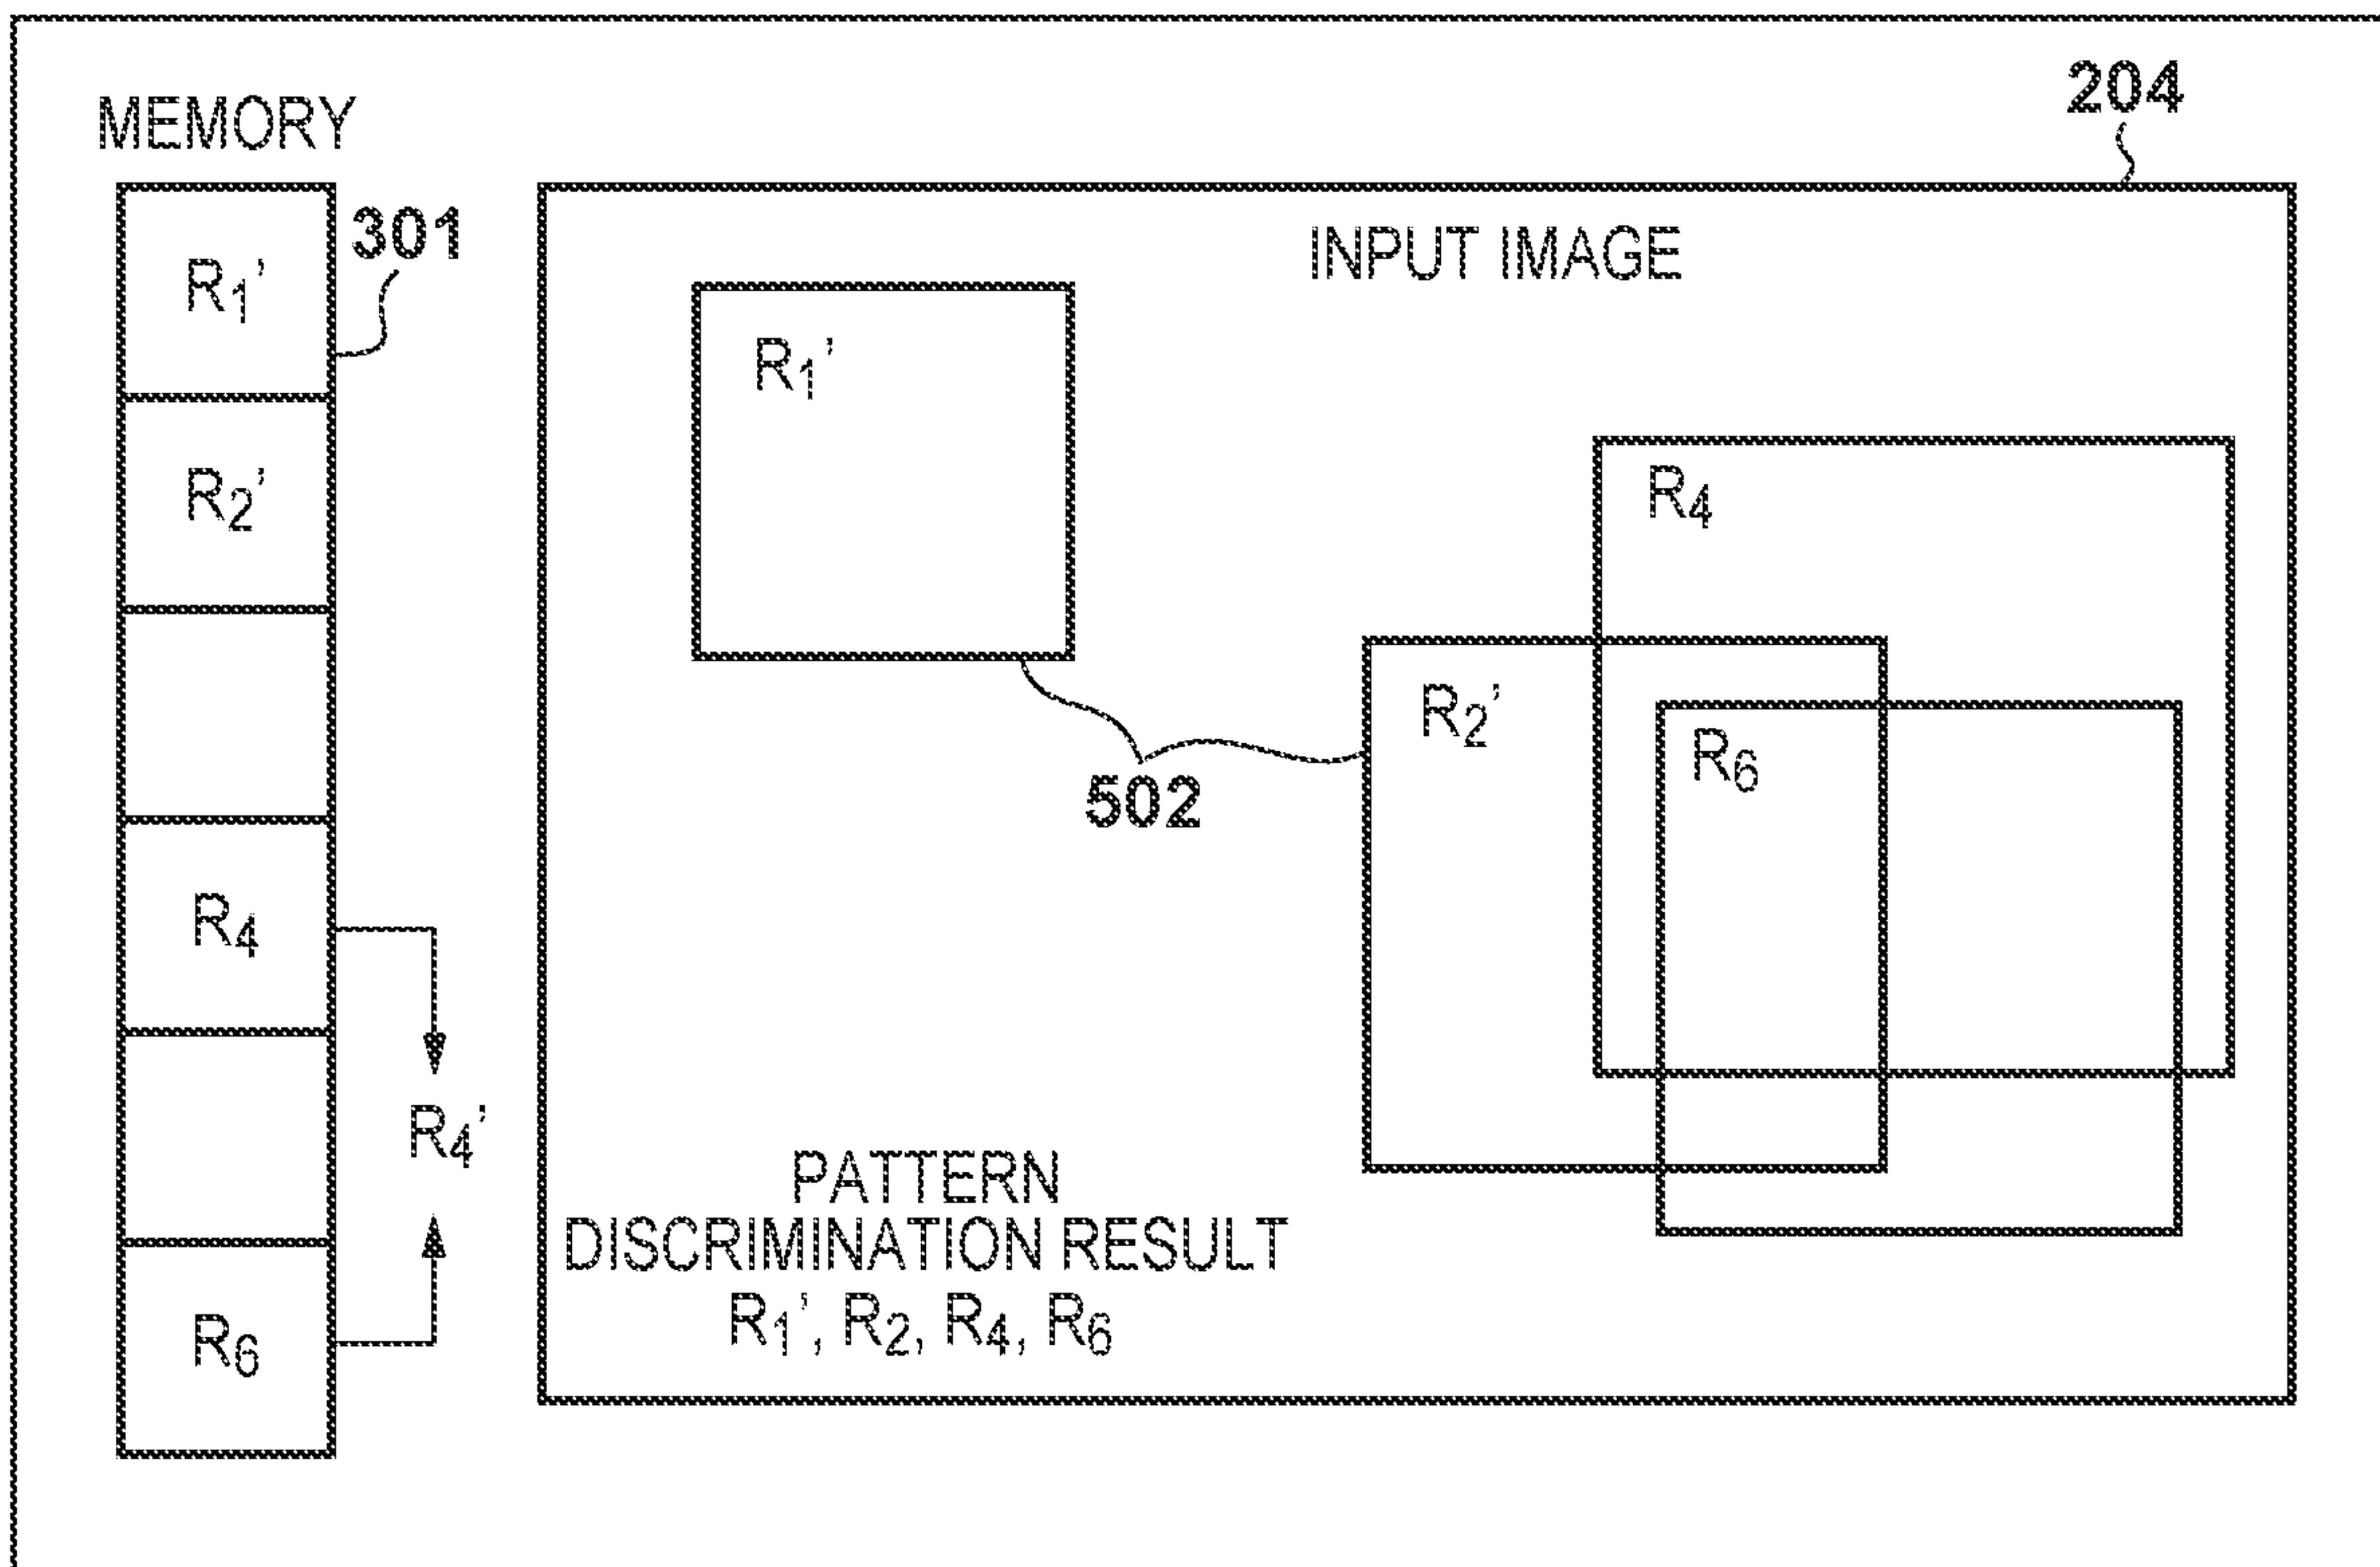 MEMORY
301
R₁'
R₂'
R₄
R₄'
R₆
204
INPUT IMAGE
R₁'
R₄
R₂'
R₆
502
PATTERN
DISCRIMINATION RESULT
R₁', R₂, R₄, R₆